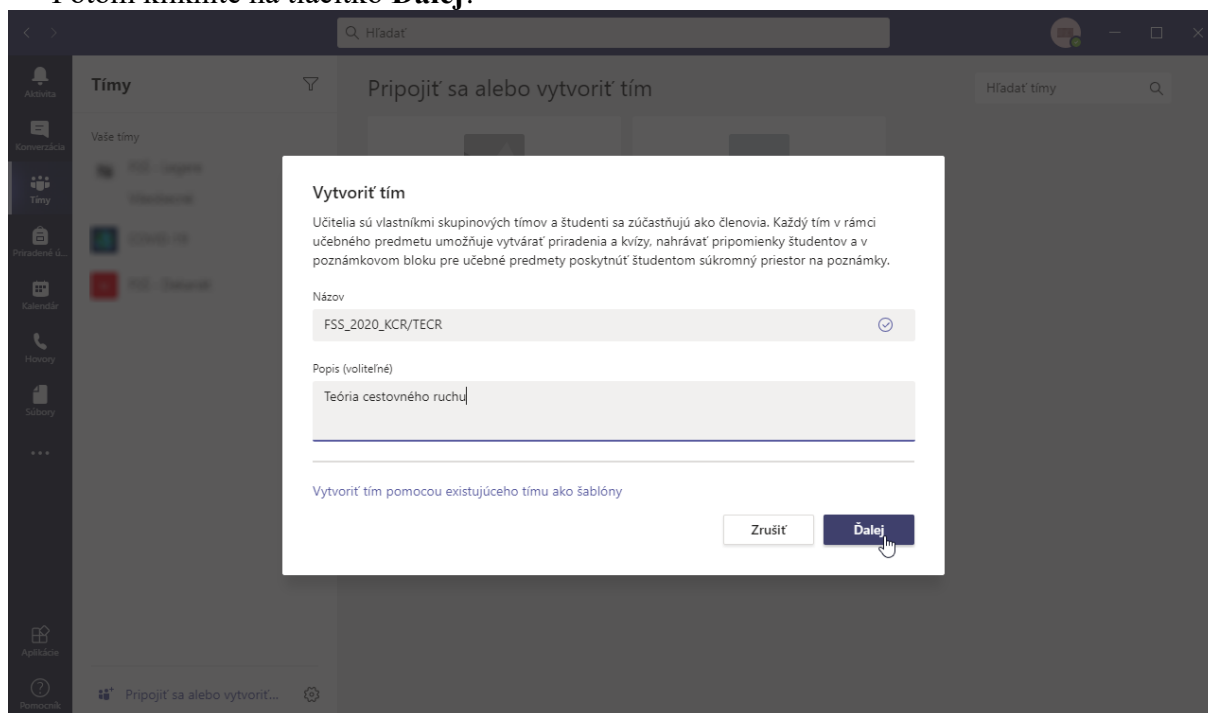 Potom kliknite na tlačítko Ďalej.
Hľadať
Aktivita
Konverzácia
Tímy
Priradené ú...
Kalendár
Hovory
Súbory
Aplikácie
Pomocník
Tímy
Vaše tímy
Pripojiť sa alebo vytvoriť...
Pripojiť sa alebo vytvoriť tím
Hľadať tímy
Vytvoriť tím
Učitelia sú vlastníkmi skupinových tímov a študenti sa zúčastňujú ako členovia. Každý tím v rámci
učebného predmetu umožňuje vytvárať priradenia a kvízy, nahrávať pripomienky študentov a v
poznámkovom bloku pre učebné predmety poskytnúť študentom súkromný priestor na poznámky.
Názov
FSS_2020_KCR/TECR
Popis (voliteľné)
Teória cestovného ruchu
Vytvoriť tím pomocou existujúceho tímu ako šablóny
Zrušiť
Ďalej